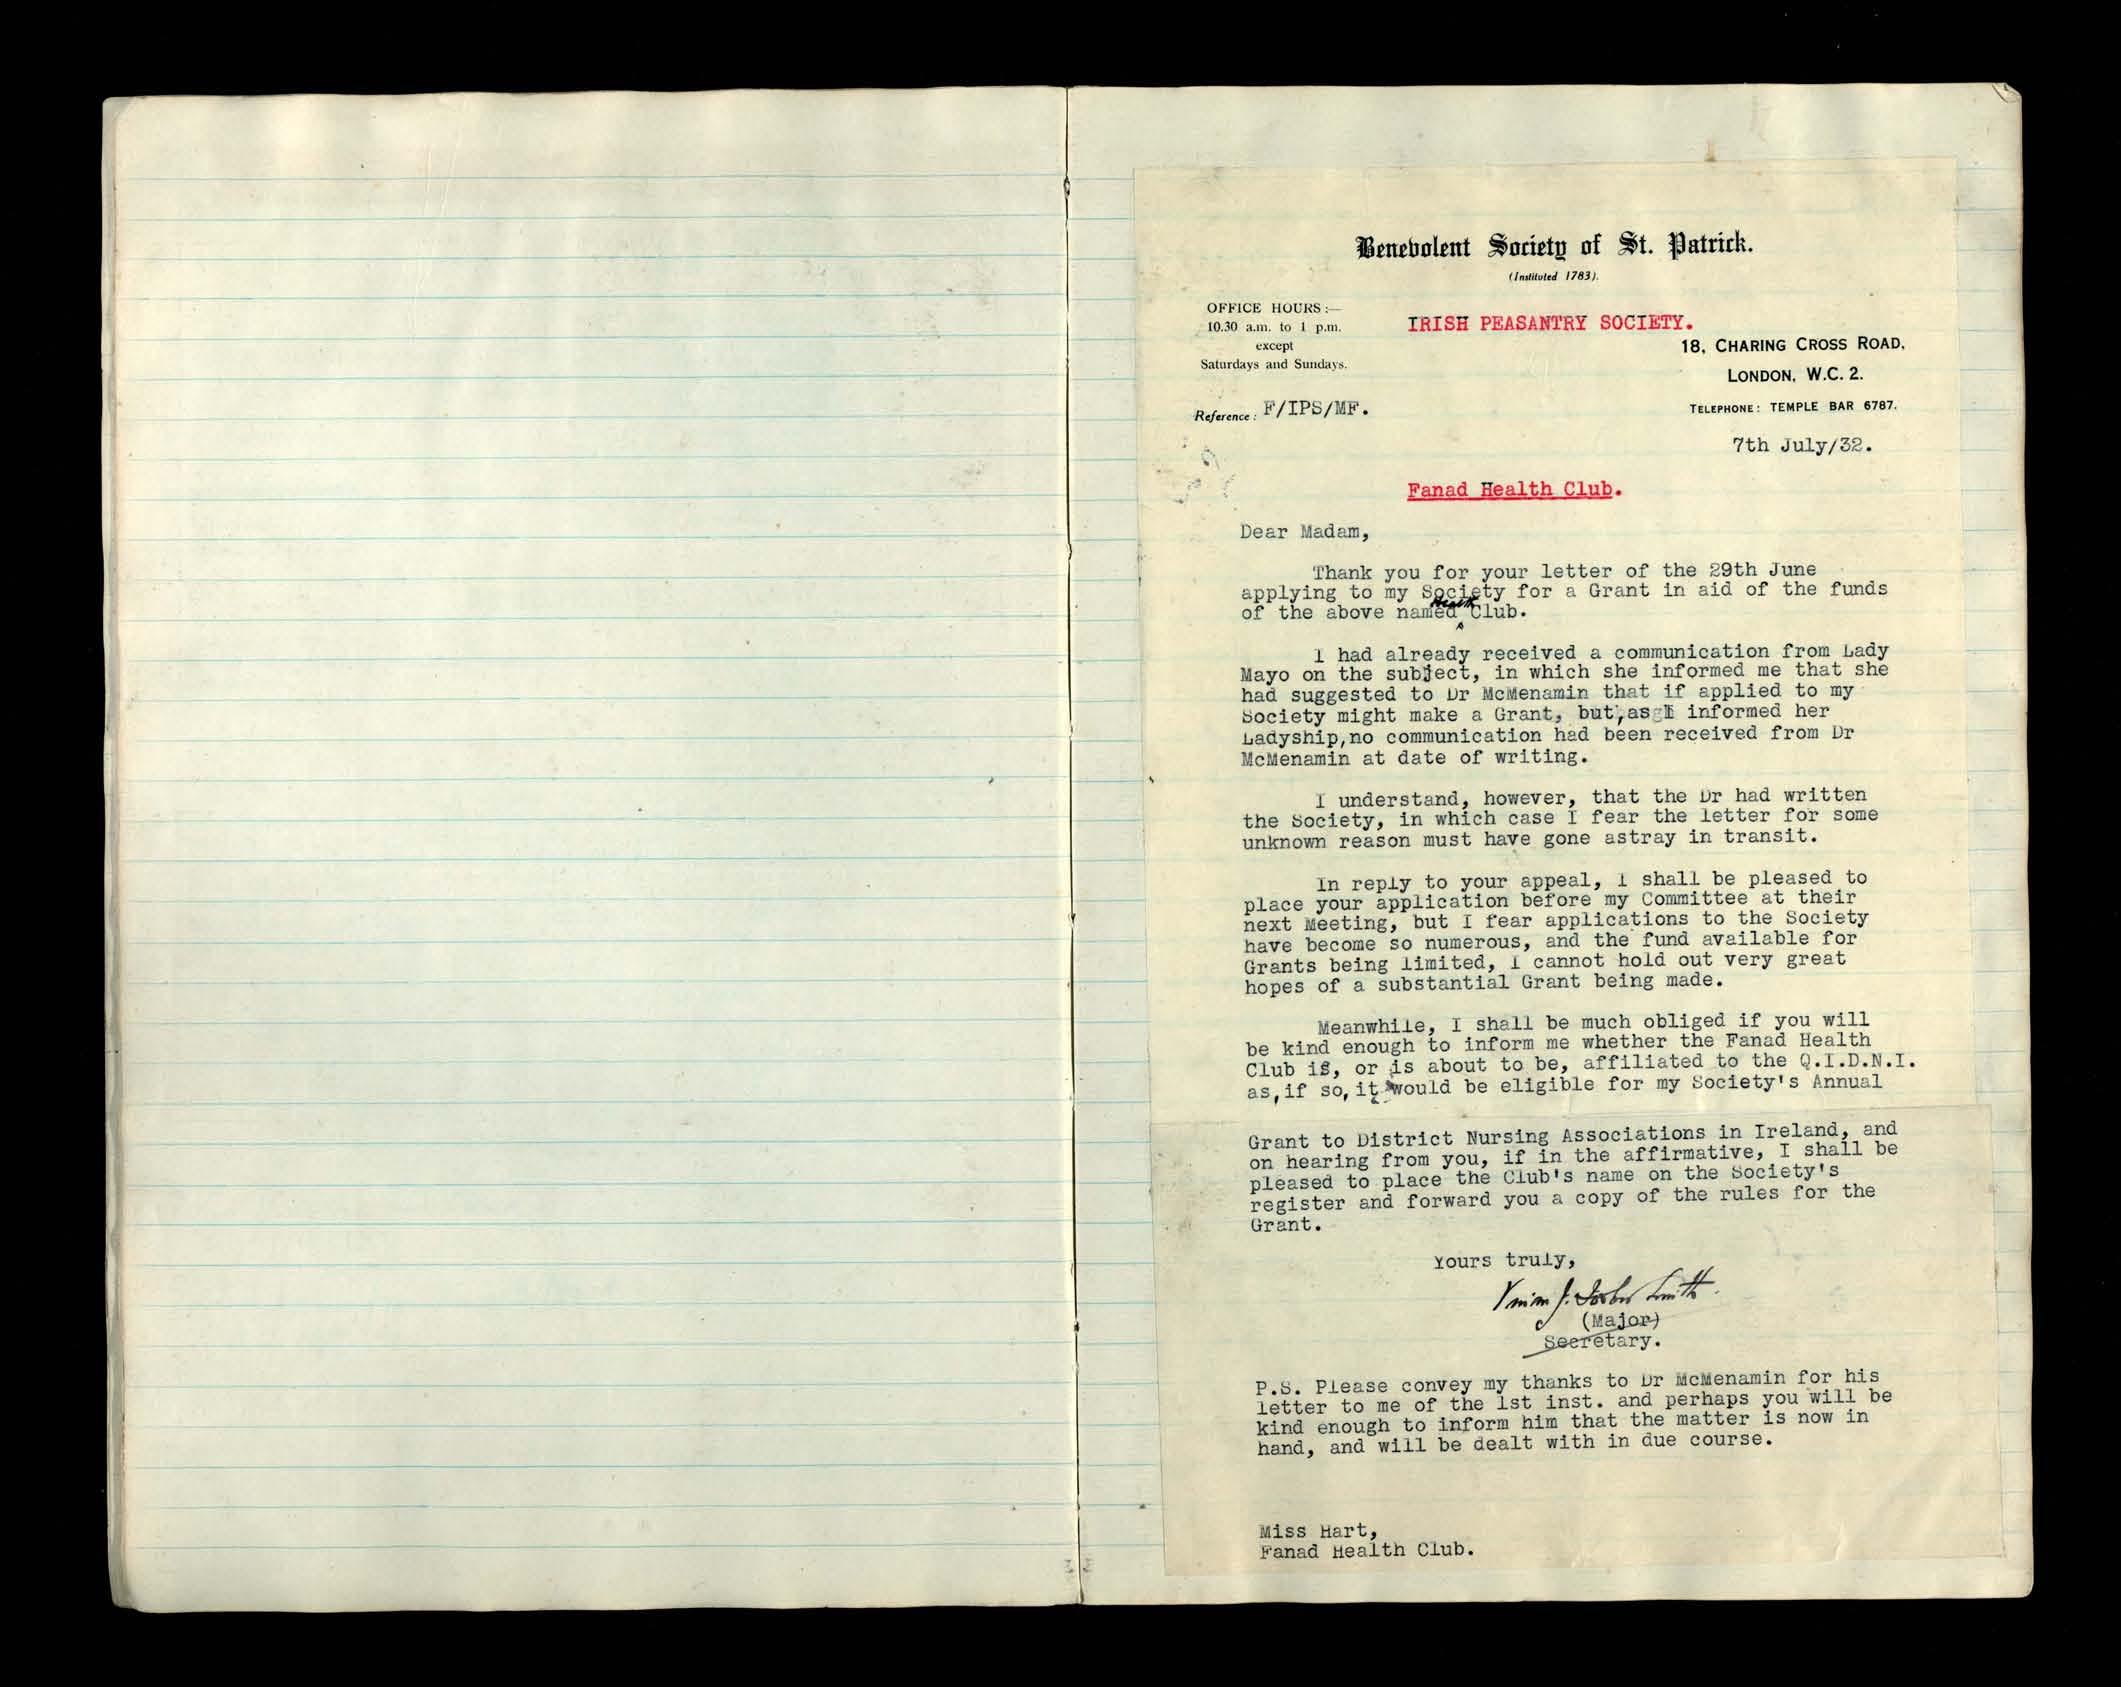 Benevolent Society of St. Patrick.
(Instituted 1783).
OFFICE HOURS:—
10.30 a.m. to 1 p.m.
except
Saturdays and Sundays.
IRISH PEASANTRY SOCIETY.
18, CHARING CROSS ROAD,
LONDON, W.C. 2.
Reference: F/IPS/MF.
TELEPHONE: TEMPLE BAR 6787.
7th July/32.
Fanad Health Club.
Dear Madam,
Thank you for your letter of the 29th June
applying to my Society for a Grant in aid of the funds
of the above named Health Club.
I had already received a communication from Lady
Mayo on the subject, in which she informed me that she
had suggested to Dr McMenamin that if applied to my
Society might make a Grant, but, as I informed her
Ladyship, no communication had been received from Dr
McMenamin at date of writing.
I understand, however, that the Dr had written
the Society, in which case I fear the letter for some
unknown reason must have gone astray in transit.
In reply to your appeal, I shall be pleased to
place your application before my Committee at their
next Meeting, but I fear applications to the Society
have become so numerous, and the fund available for
Grants being limited, I cannot hold out very great
hopes of a substantial Grant being made.
Meanwhile, I shall be much obliged if you will
be kind enough to inform me whether the Fanad Health
Club is, or is about to be, affiliated to the Q.I.D.N.I.
as, if so, it would be eligible for my Society's Annual
Grant to District Nursing Associations in Ireland, and
on hearing from you, if in the affirmative, I shall be
pleased to place the Club's name on the Society's
register and forward you a copy of the rules for the
Grant.
Yours truly,
Smith.
(Major)
Secretary.
P.S. Please convey my thanks to Dr McMenamin for his
letter to me of the 1st inst. and perhaps you will be
kind enough to inform him that the matter is now in
hand, and will be dealt with in due course.
Miss Hart,
Fanad Health Club.